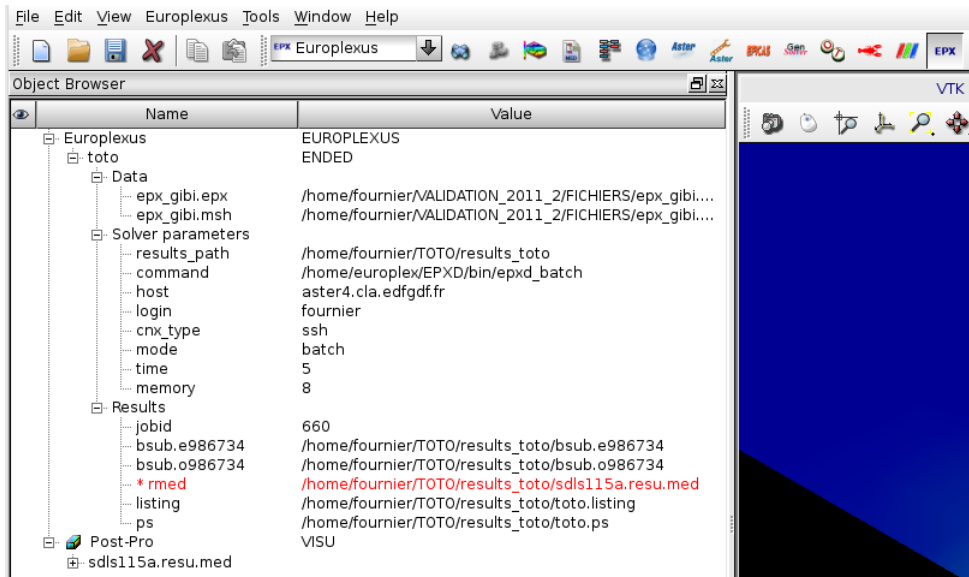 File Edit View Europlexus Tools Window Help
EPX Europlexus Aster Aster EPX
Object Browser
VTK
Name Value
Europlexus EUROPLEXUS
toto ENDED
Data
epx_gibi.epx /home/fournier/VALIDATION_2011_2/FICHIERS/epx_gibi....
epx_gibi.msh /home/fournier/VALIDATION_2011_2/FICHIERS/epx_gibi....
Solver parameters
results_path /home/fournier/TOTO/results_toto
command /home/europlex/EPXD/bin/epxd_batch
host aster4.cla.edfgdf.fr
login fournier
cnx_type ssh
mode batch
time 5
memory 8
Results
jobid 660
bsub.e986734 /home/fournier/TOTO/results_toto/bsub.e986734
bsub.o986734 /home/fournier/TOTO/results_toto/bsub.o986734
* rmed /home/fournier/TOTO/results_toto/sdls115a.resu.med
listing /home/fournier/TOTO/results_toto/toto.listing
ps /home/fournier/TOTO/results_toto/toto.ps
Post-Pro VISU
sdls115a.resu.med